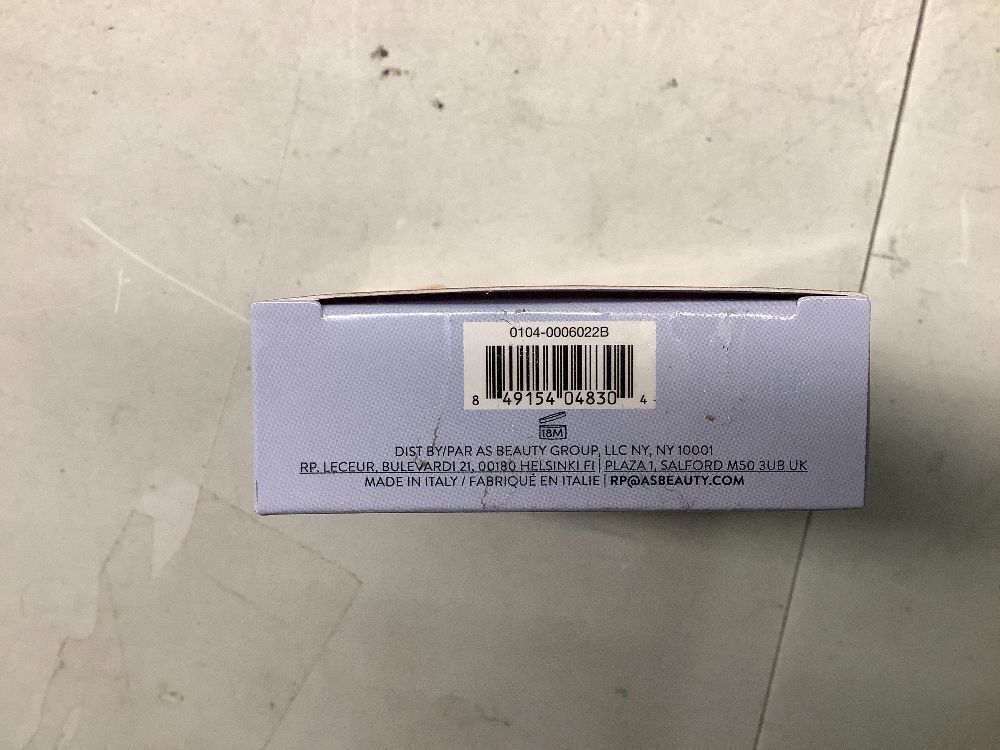 0104-0006022B
8 49154 04830 4
18M
DIST BY/PAR AS BEAUTY GROUP, LLC NY, NY 10001
RP. LECEUR, BULEVARDI 21, 00180 HELSINKI FI | PLAZA 1, SALFORD M50 3UB UK
MADE IN ITALY / FABRIQUÉ EN ITALIE | RP@ASBEAUTY.COM